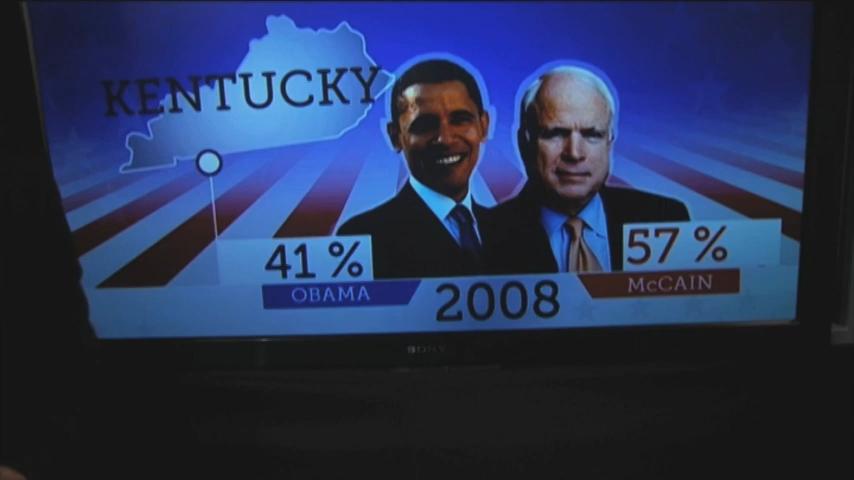 KENTUCKY
41 %
57 %
OBAMA
2008
McCAIN
SONY